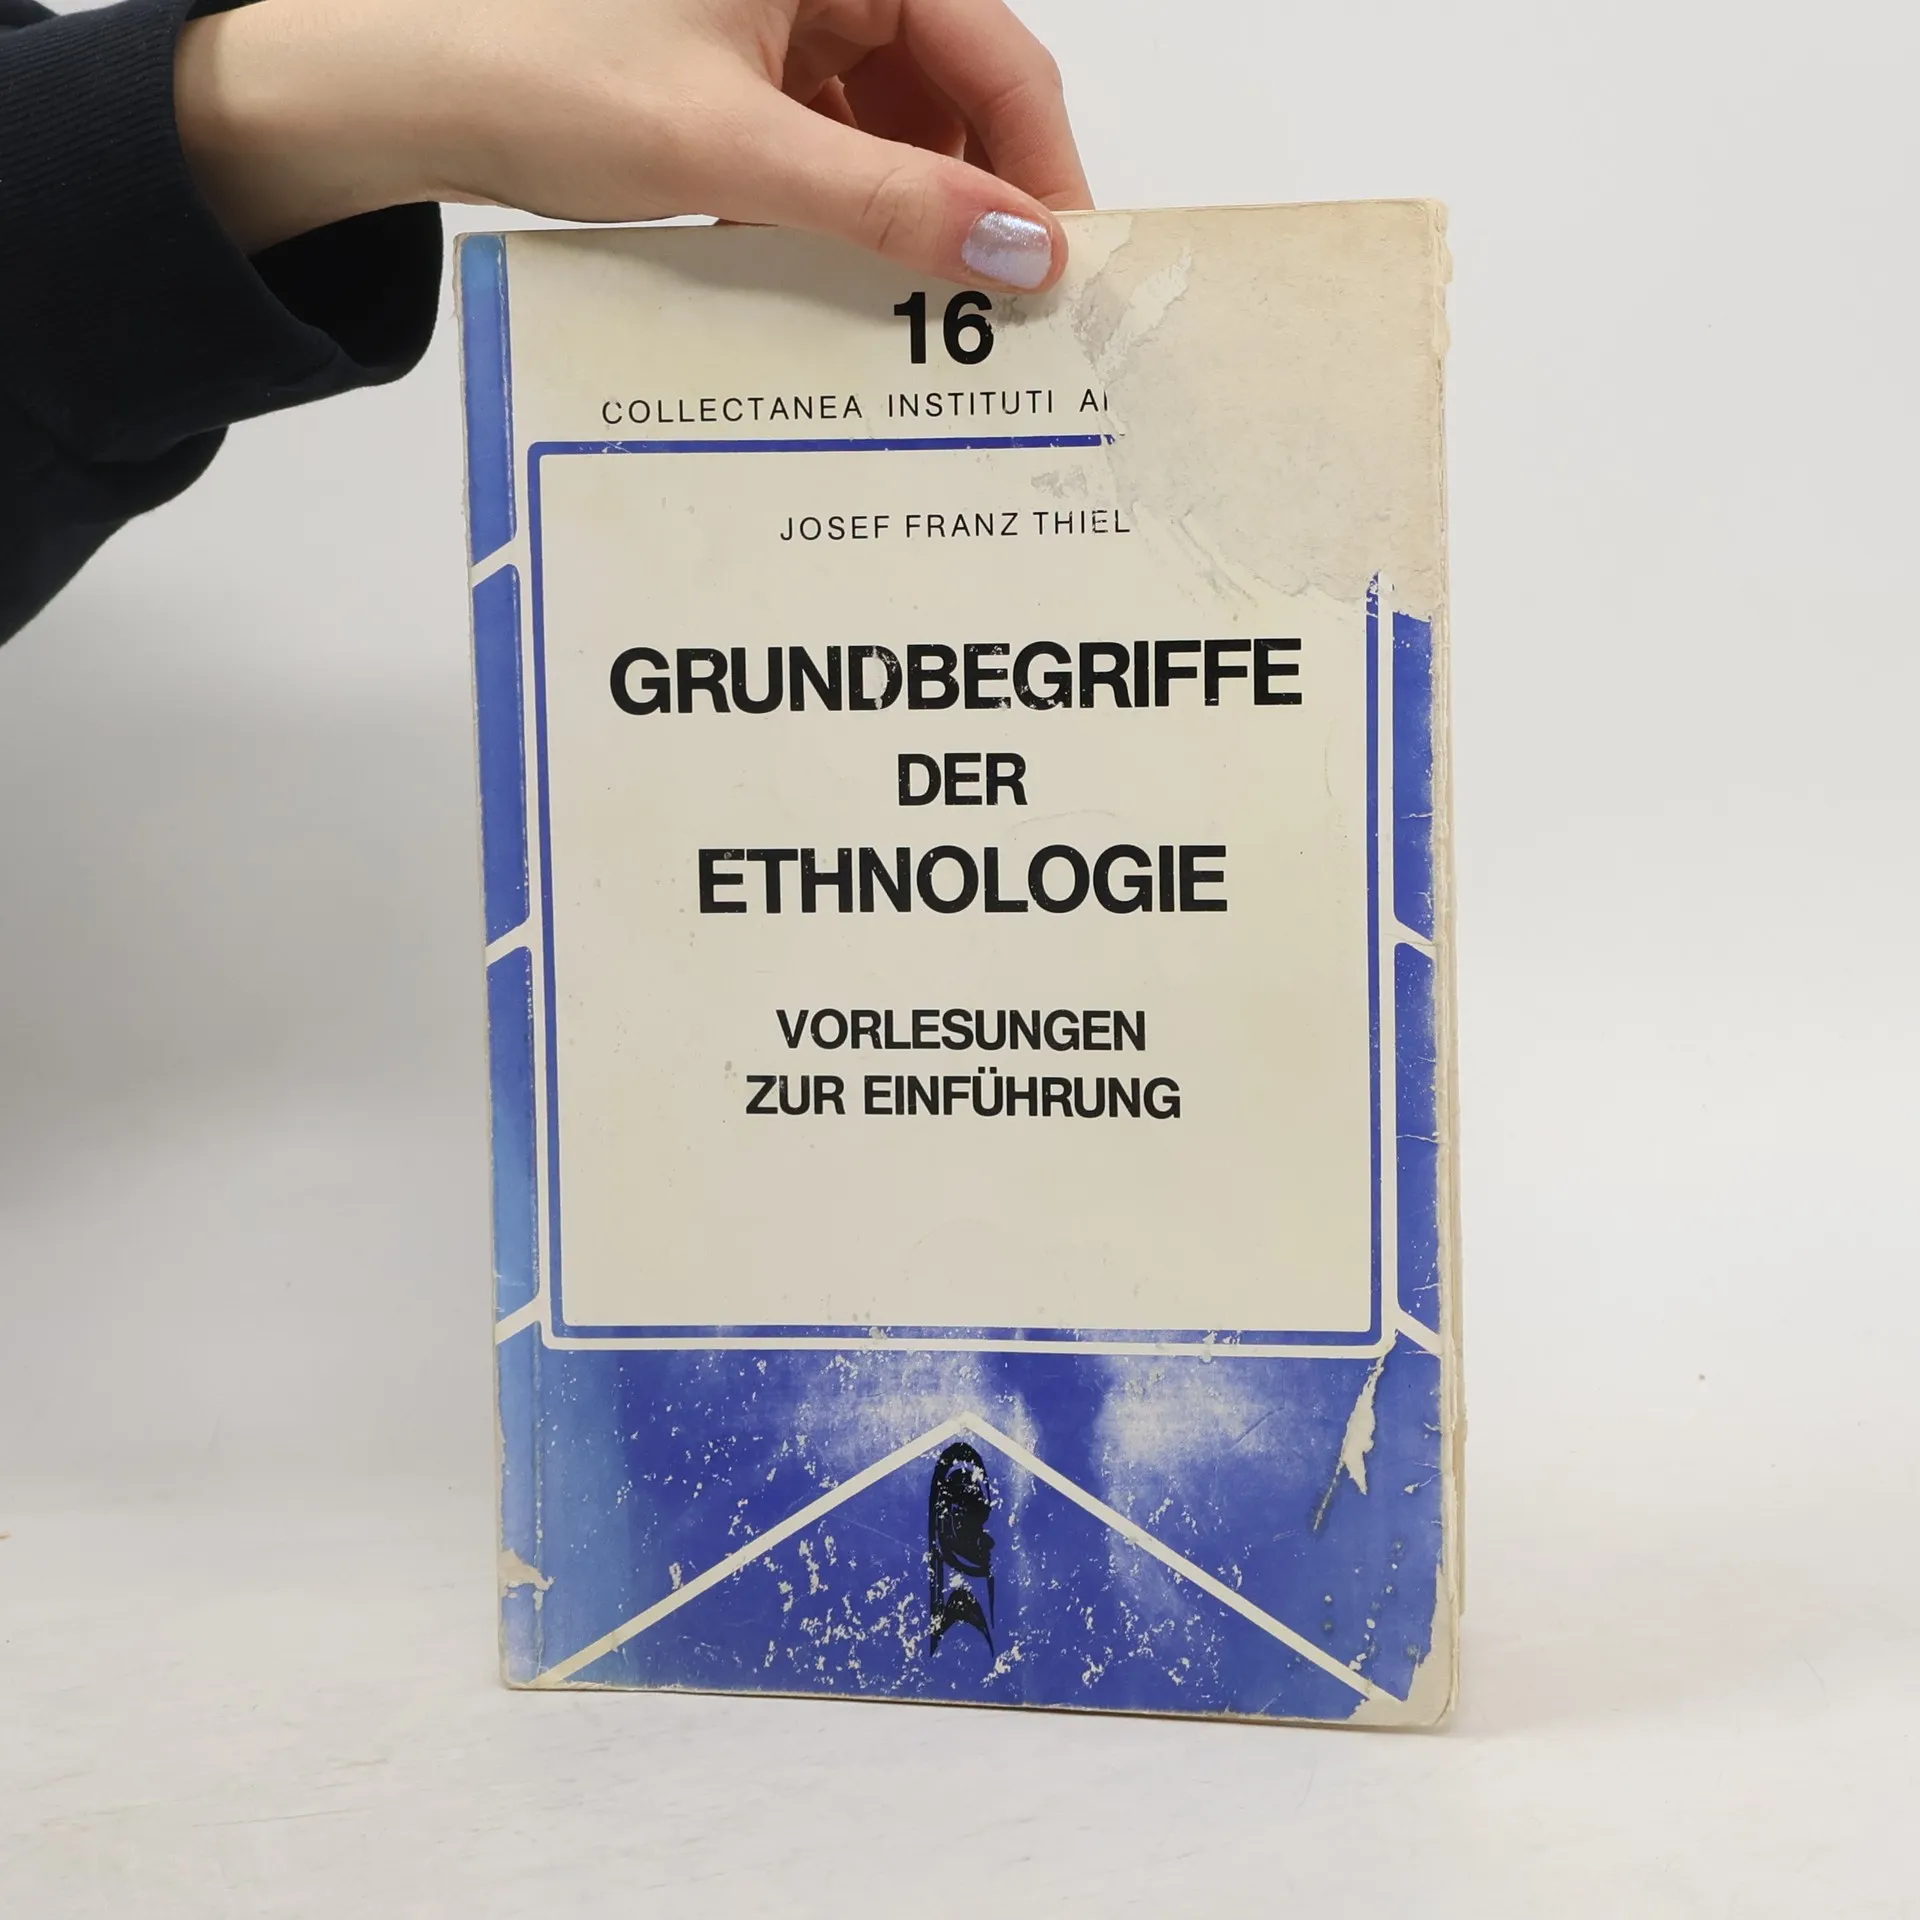 16
COLLECTANEA INSTITUTI
JOSEF FRANZ THIEL
GRUNDBEGRIFFE
DER
ETHNOLOGIE
VORLESUNGEN
ZUR EINFÜHRUNG